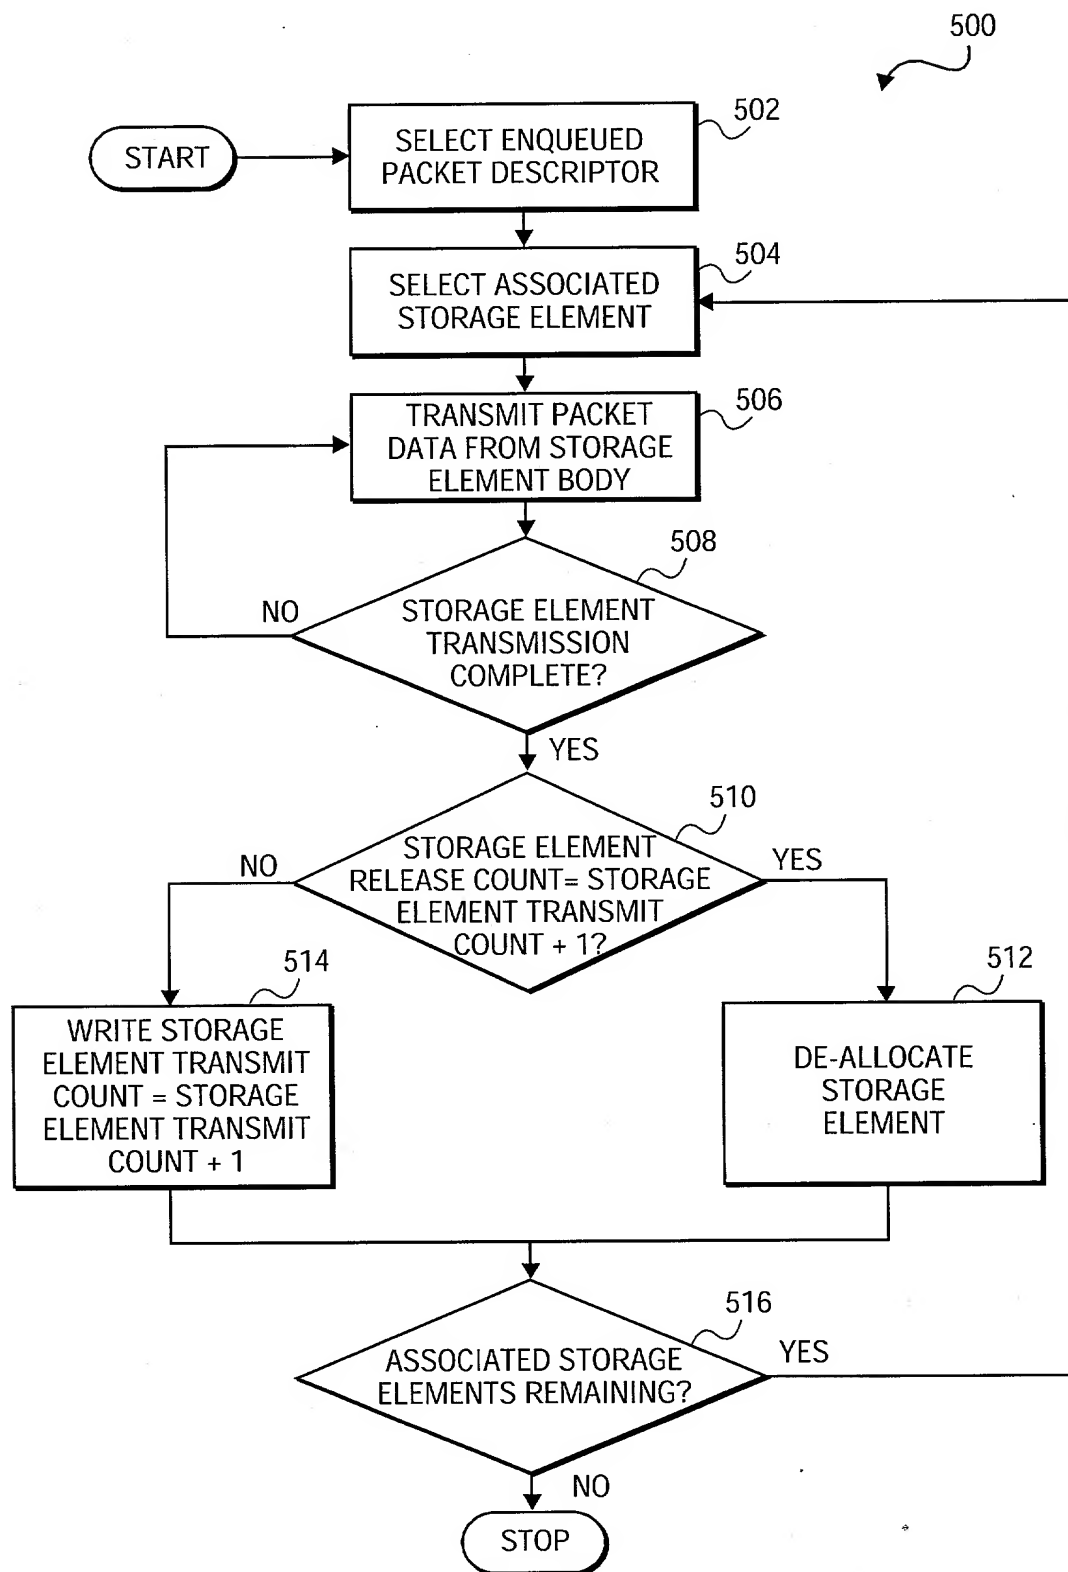 500
502
START
SELECT ENQUEUED
PACKET DESCRIPTOR
504
SELECT ASSOCIATED
STORAGE ELEMENT
506
TRANSMIT PACKET
DATA FROM STORAGE
ELEMENT BODY
508
NO
STORAGE ELEMENT
TRANSMISSION
COMPLETE?
YES
510
NO
STORAGE ELEMENT
RELEASE COUNT= STORAGE
ELEMENT TRANSMIT
COUNT + 1?
YES
514
WRITE STORAGE
ELEMENT TRANSMIT
COUNT = STORAGE
ELEMENT TRANSMIT
COUNT + 1
512
DE-ALLOCATE
STORAGE
ELEMENT
516
ASSOCIATED STORAGE
ELEMENTS REMAINING?
YES
NO
STOP